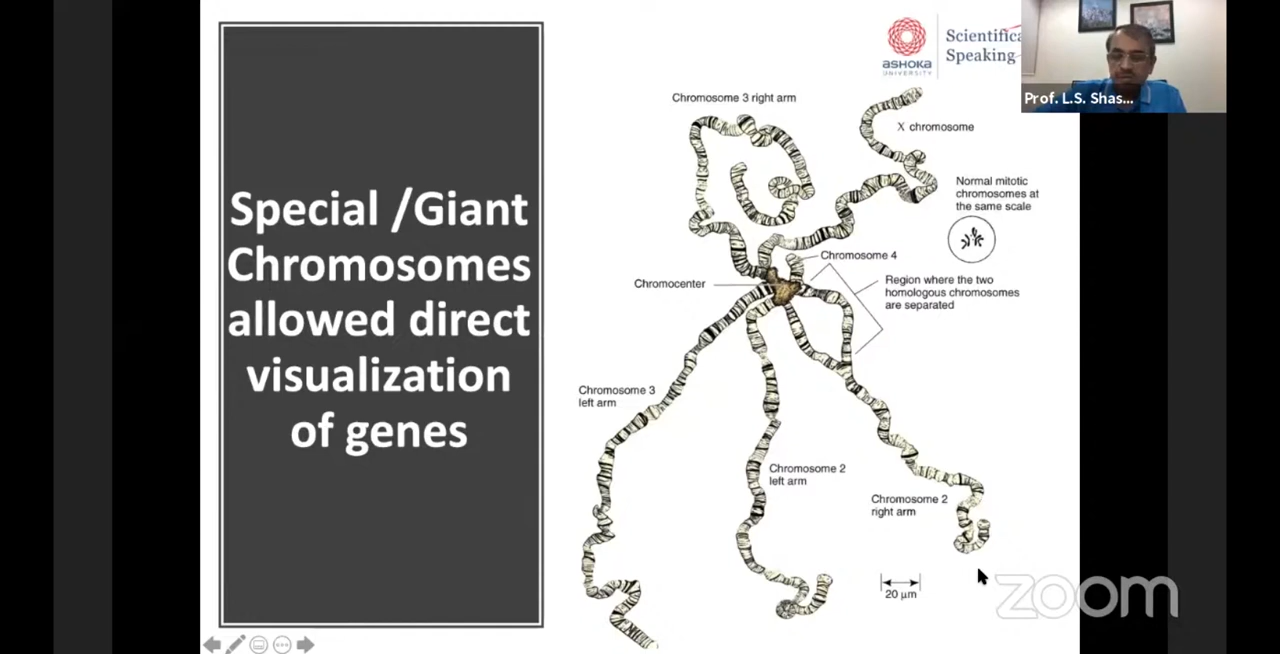 Special /Giant
Chromosomes
allowed direct
visualization
of genes
ASHOKA
UNIVERSITY
Scientifica
Speaking
Prof. L.S. Shas...
Chromosome 3 right arm
X chromosome
Normal mitotic
chromosomes at
the same scale
Chromosome 4
Chromocenter
Region where the two
homologous chromosomes
are separated
Chromosome 3
left arm
Chromosome 2
left arm
Chromosome 2
right arm
20 µm
zoom